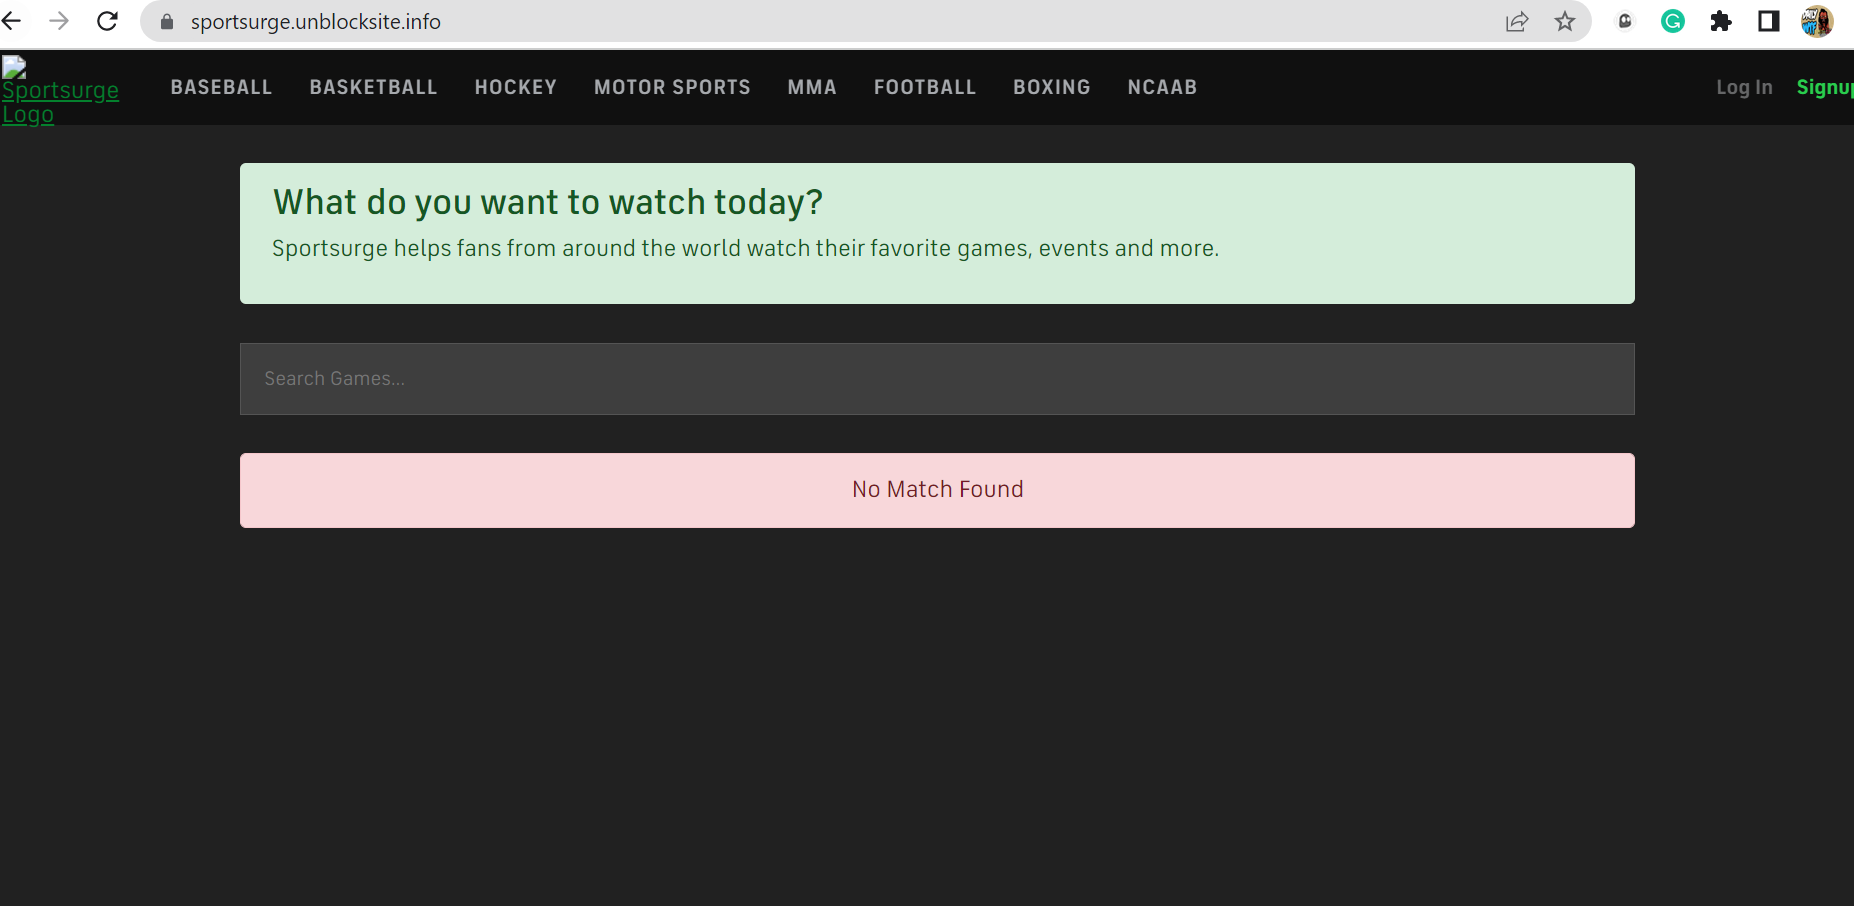 sportsurge.unblocksite.info
Sportsurge
Logo
BASEBALL BASKETBALL HOCKEY MOTOR SPORTS MMA FOOTBALL BOXING NCAAB Log In Signup
What do you want to watch today?
Sportsurge helps fans from around the world watch their favorite games, events and more.
Search Games...
No Match Found